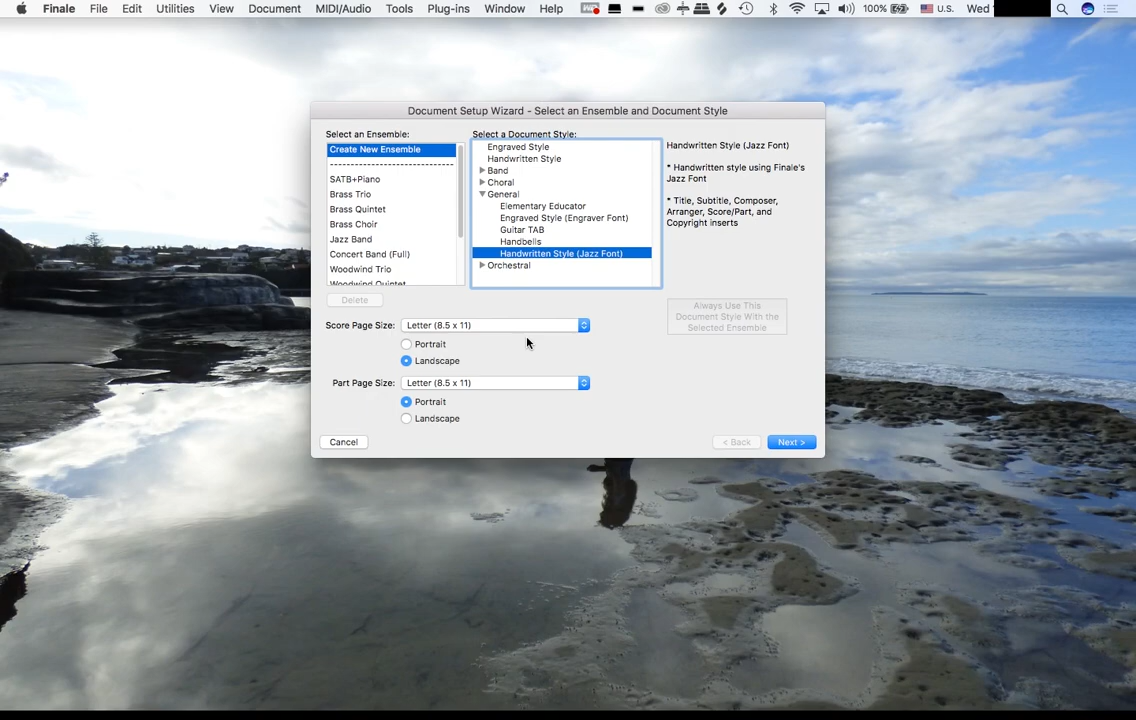 Finale File Edit Utilities View Document MIDI/Audio Tools Plug-ins Window Help 100% U.S. Wed
Document Setup Wizard - Select an Ensemble and Document Style
Select an Ensemble:
Create New Ensemble
SATB+Piano
Brass Trio
Brass Quintet
Brass Choir
Jazz Band
Concert Band (Full)
Woodwind Trio
Woodwind Quintet
Delete
Select a Document Style:
Engraved Style
Handwritten Style
Band
Choral
General
Elementary Educator
Engraved Style (Engraver Font)
Guitar TAB
Handbells
Handwritten Style (Jazz Font)
Orchestral
Handwritten Style (Jazz Font)
* Handwritten style using Finale's
Jazz Font
* Title, Subtitle, Composer,
Arranger, Score/Part, and
Copyright inserts
Always Use This
Document Style With the
Selected Ensemble
Score Page Size: Letter (8.5 x 11)
Portrait
Landscape
Part Page Size: Letter (8.5 x 11)
Portrait
Landscape
Cancel
< Back
Next >